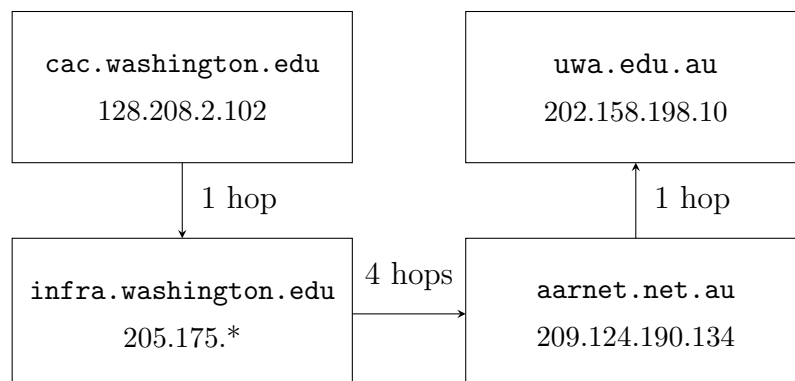 cac.washington.edu
128.208.2.102
uwa.edu.au
202.158.198.10
1 hop
1 hop
infra.washington.edu
205.175.*
4 hops
aarnet.net.au
209.124.190.134